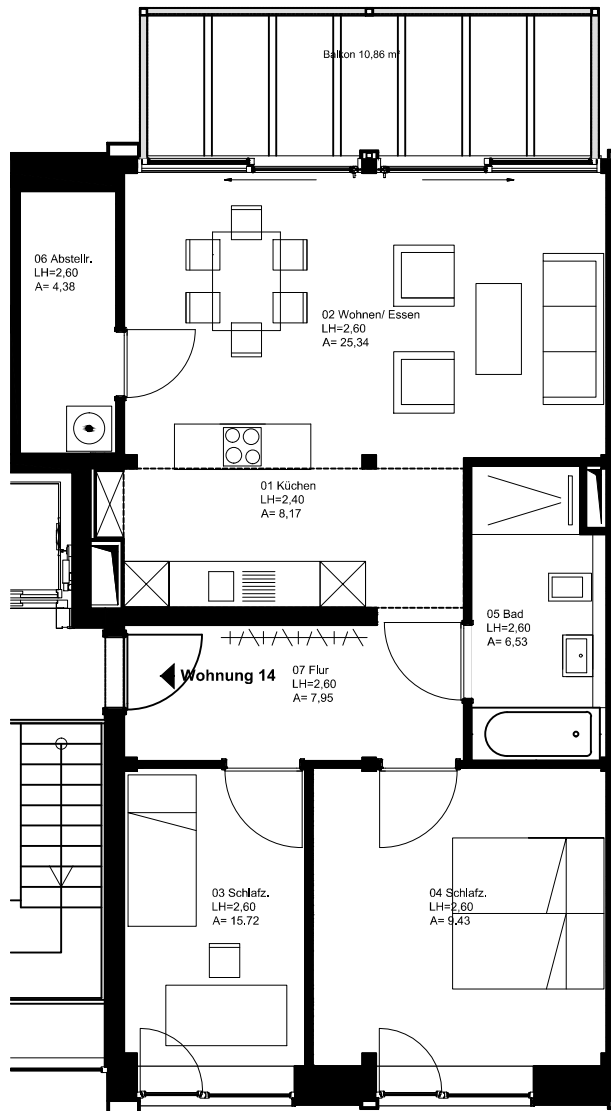 Balkon 10,86 m²
06 Abstellr.
LH=2,60
A= 4,38
02 Wohnen/ Essen
LH=2,60
A= 25,34
01 Küchen
LH=2,40
A= 8,17
05 Bad
LH=2,60
A= 6,53
Wohnung 14
07 Flur
LH=2,60
A= 7,95
03 Schlafz.
LH=2,60
A= 15.72
04 Schlafz.
LH=2,60
A= 9.43